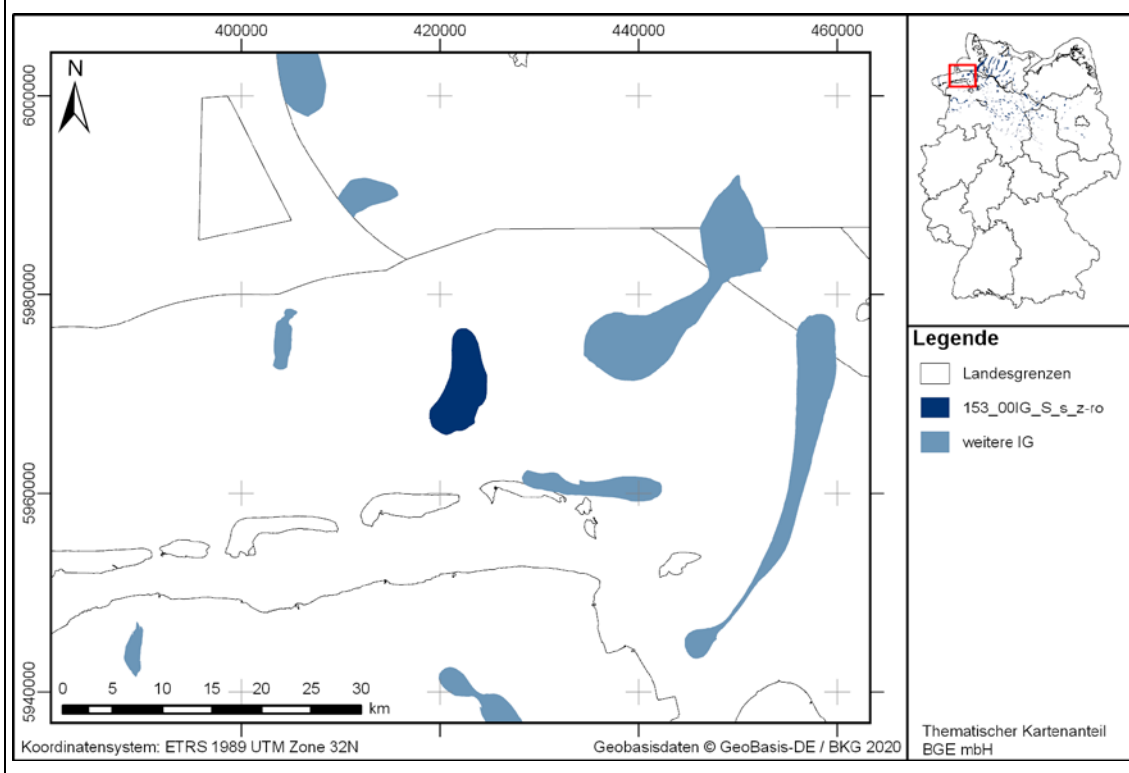 400000 420000 440000 460000
N
6000000
5980000
5960000
5940000
0 5 10 15 20 25 30
km
Koordinatensystem: ETRS 1989 UTM Zone 32N
Geobasisdaten © GeoBasis-DE / BKG 2020
Legende
Landesgrenzen
153_00IG_S_s_z-ro
weitere IG
Thematischer Kartenanteil
BGE mbH